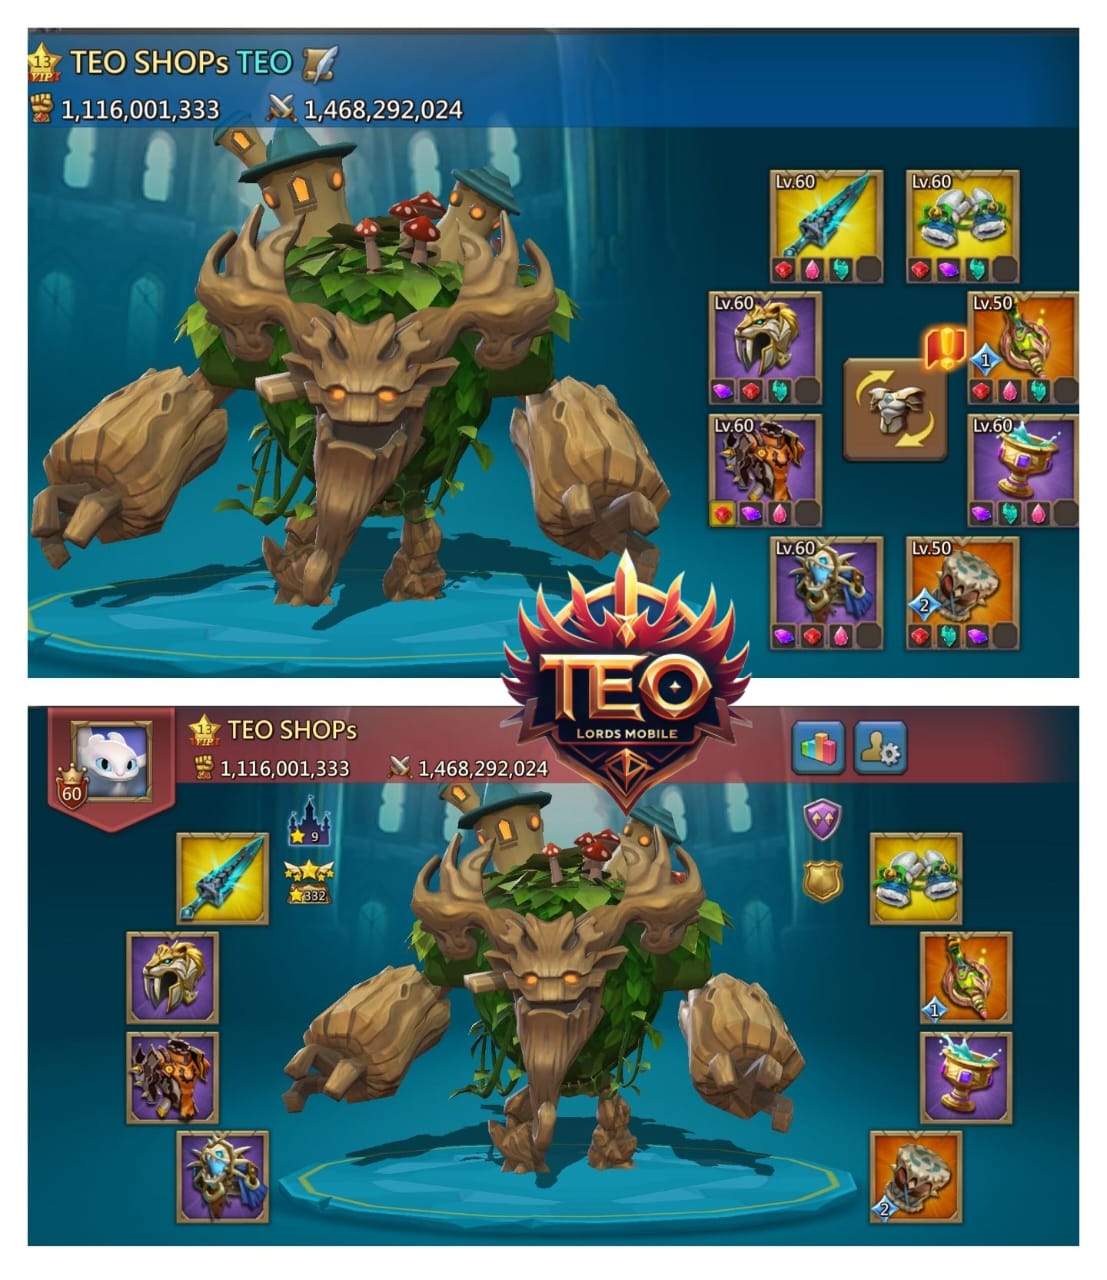 13
VIP
TEO SHOPs TEO
1,116,001,333 1,468,292,024
Lv.60 Lv.60
Lv.60 Lv.50
1
Lv.60 Lv.60
Lv.60 Lv.50
2
TEO
LORDS MOBILE
13
VIP
TEO SHOPs
1,116,001,333 1,468,292,024
60
9
332
1
2